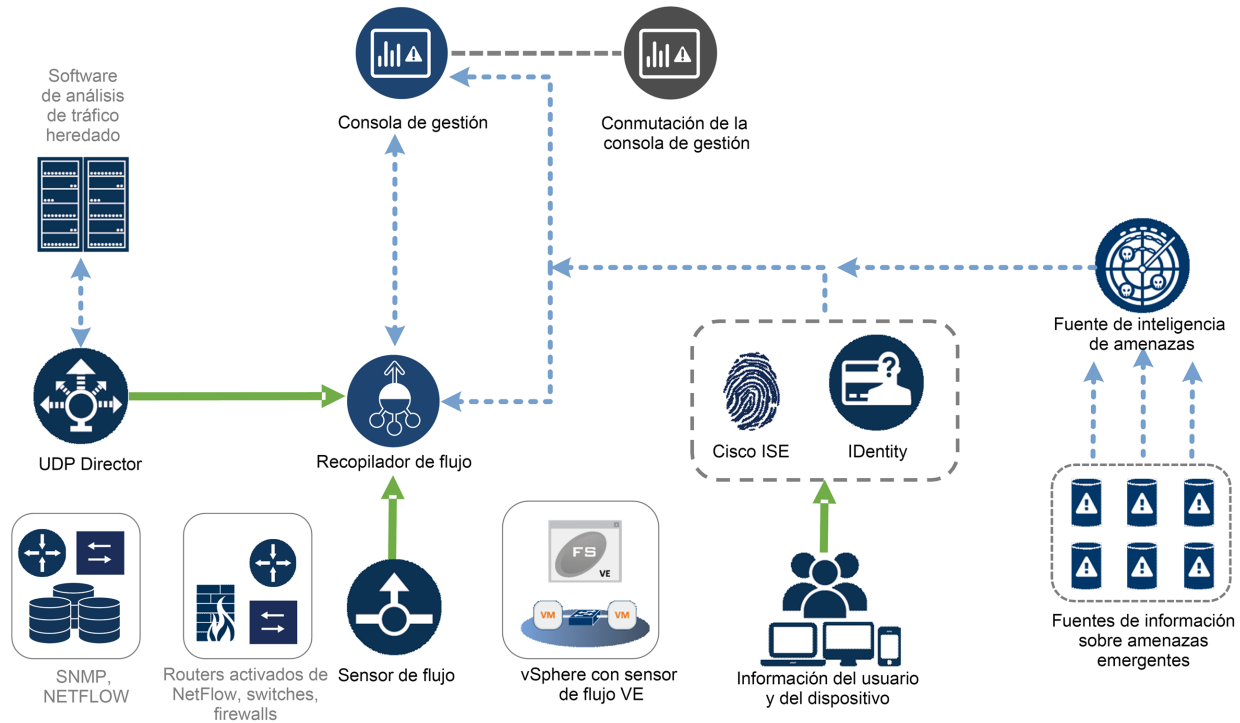 Software
de análisis
de tráfico
heredado
Consola de gestión
Conmutación de la
consola de gestión
Fuente de inteligencia
de amenazas
UDP Director
Recopilador de flujo
Cisco ISE
IDentity
?
SNMP,
NETFLOW
Routers activados de
NetFlow, switches,
firewalls
Sensor de flujo
FS
VE
VM
VM
vSphere con sensor
de flujo VE
Información del usuario
y del dispositivo
Fuentes de información
sobre amenazas
emergentes